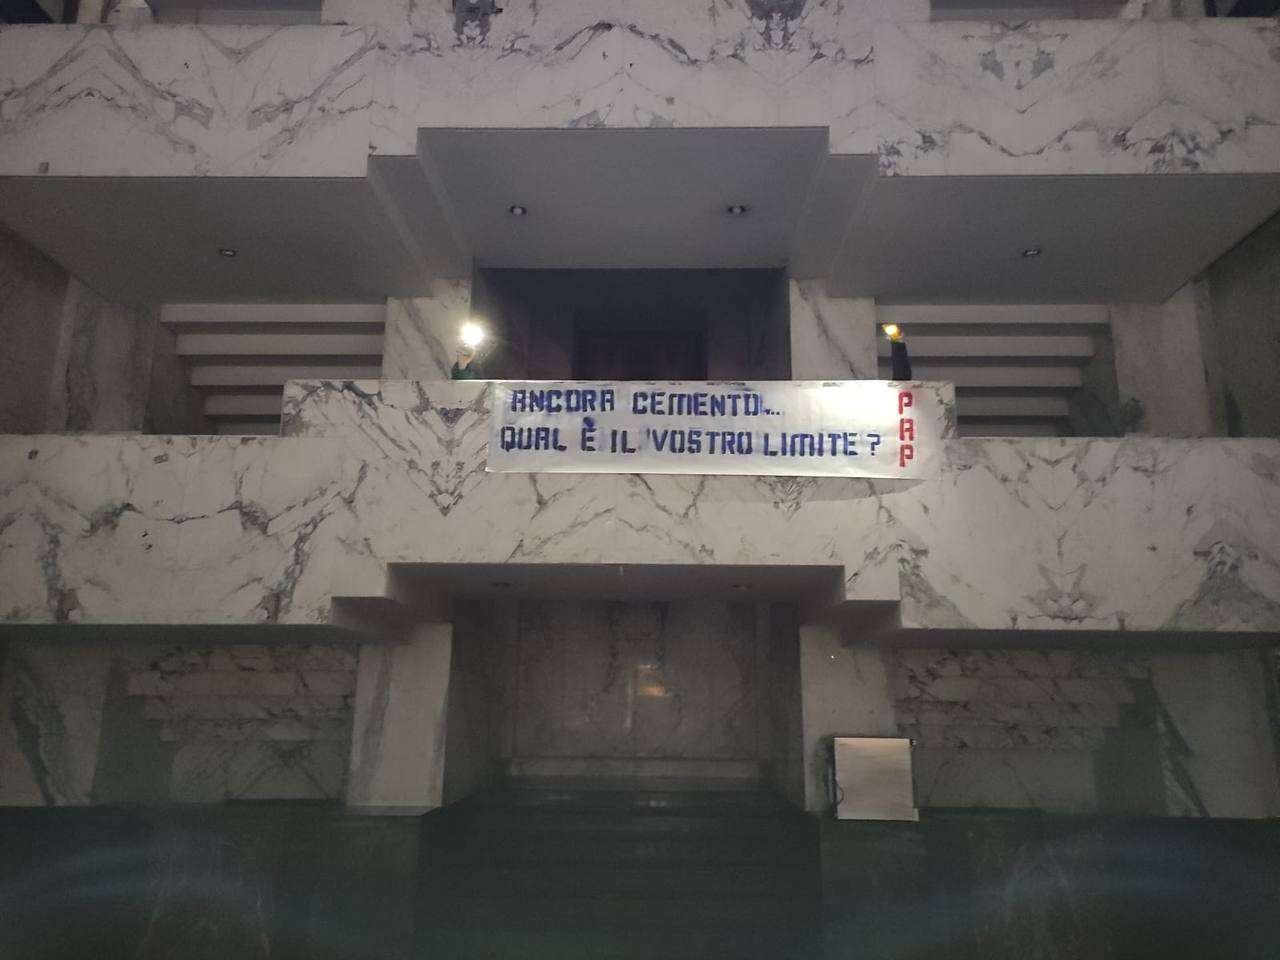 ANCORA CEMENTO...
QUAL È IL VOSTRO LIMITE?
PAP